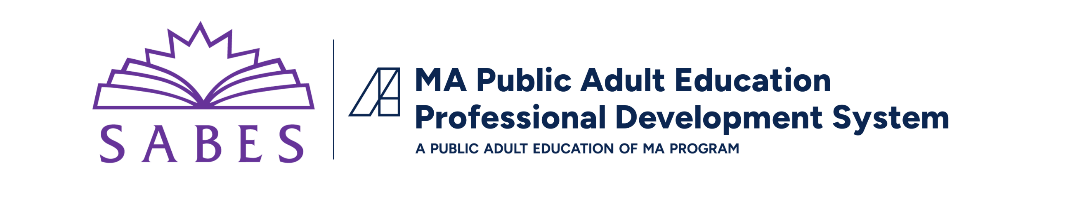 SABES
MA Public Adult Education
Professional Development System
A PUBLIC ADULT EDUCATION OF MA PROGRAM